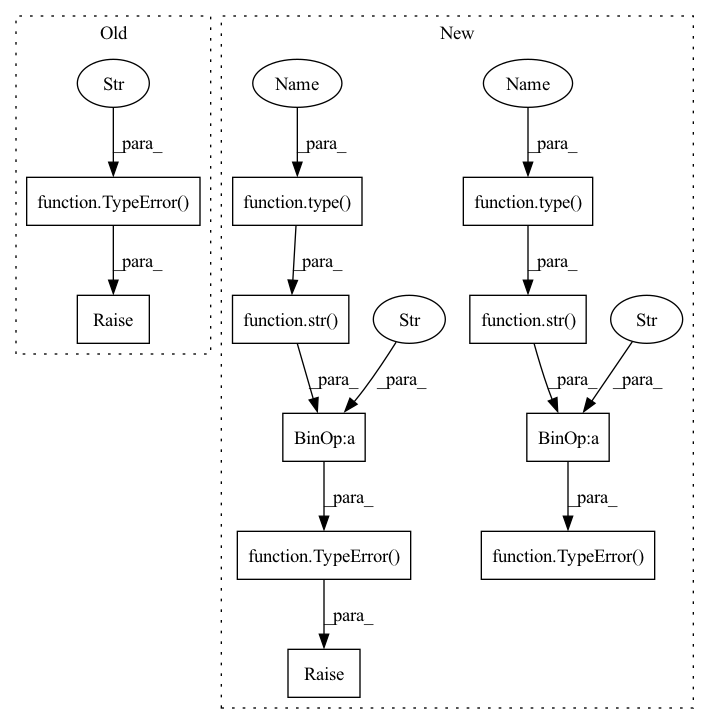 Old
New
Str
Name
Name
_para_
_para_
_para_
function.TypeError()
function.type()
function.type()
_para_
_para_
_para_
Raise
function.str()
Str
function.str()
Str
_para_
_para_
_para_
_para_
BinOp:a
BinOp:a
_para_
_para_
function.TypeError()
function.TypeError()
_para_
Raise